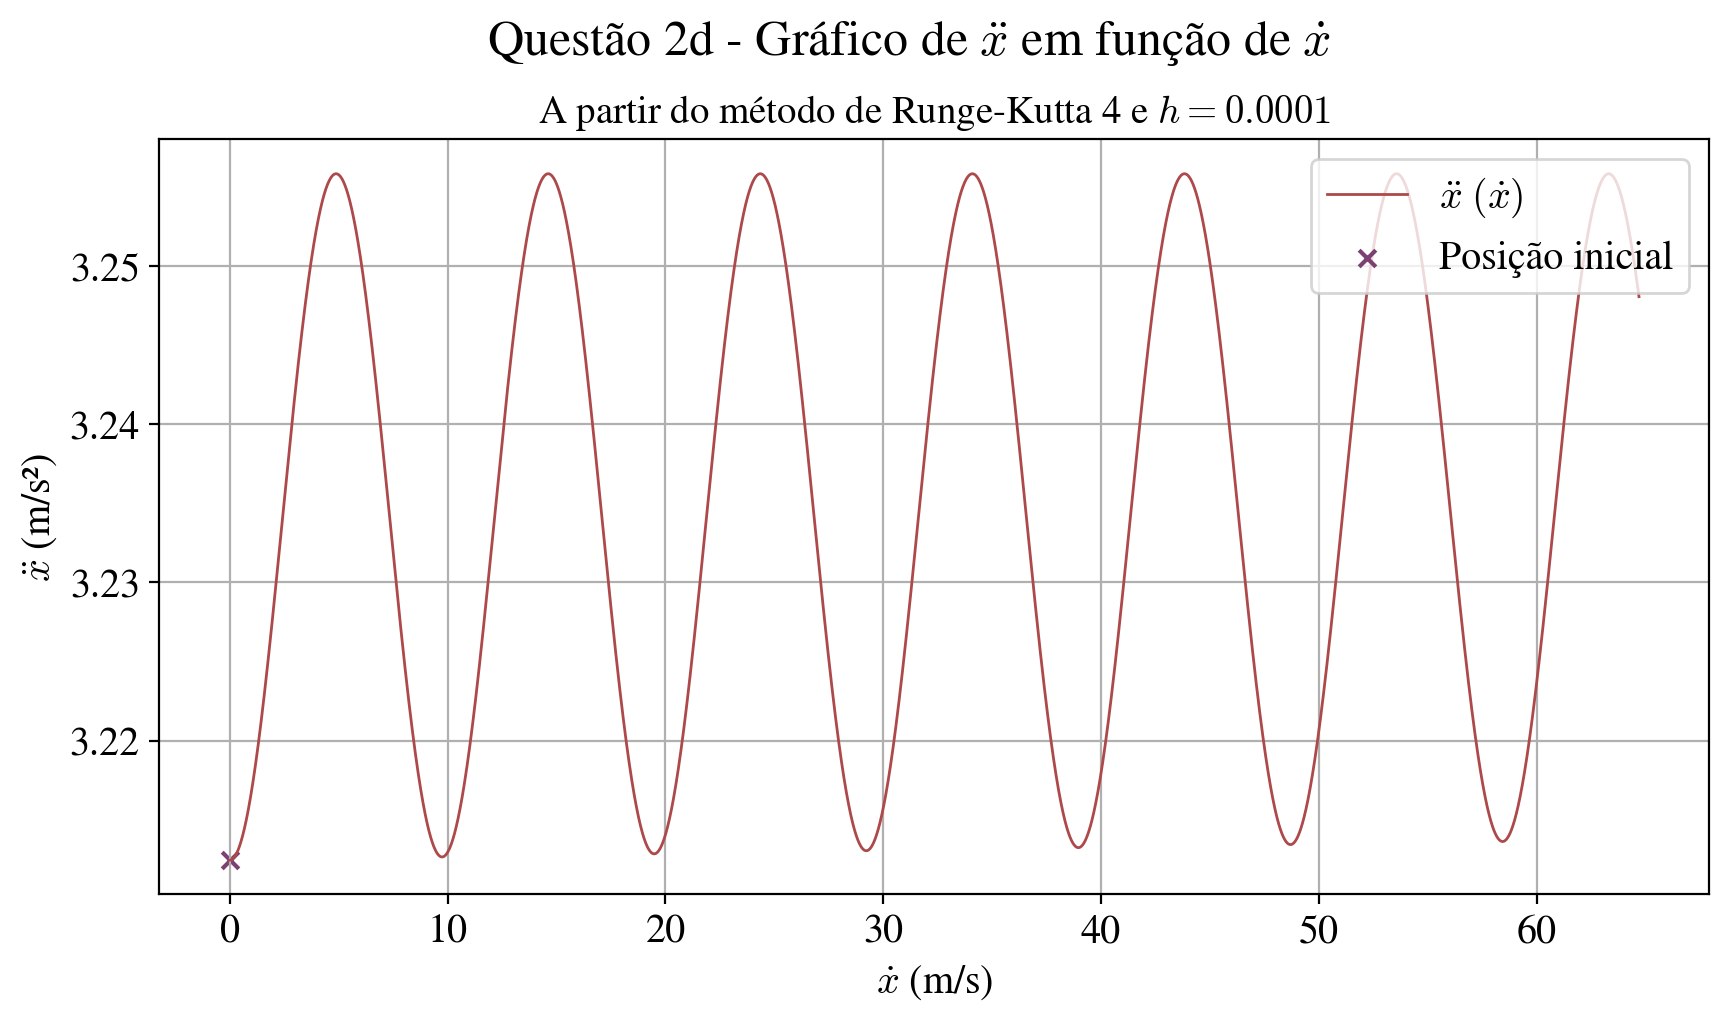 Questão 2d - Gráfico de ẍ em função de ẋ
A partir do método de Runge-Kutta 4 e h = 0.0001
ẍ (ẋ)
Posição inicial
3.25
3.24
3.23
3.22
ẍ (m/s²)
0 10 20 30 40 50 60
ẋ (m/s)